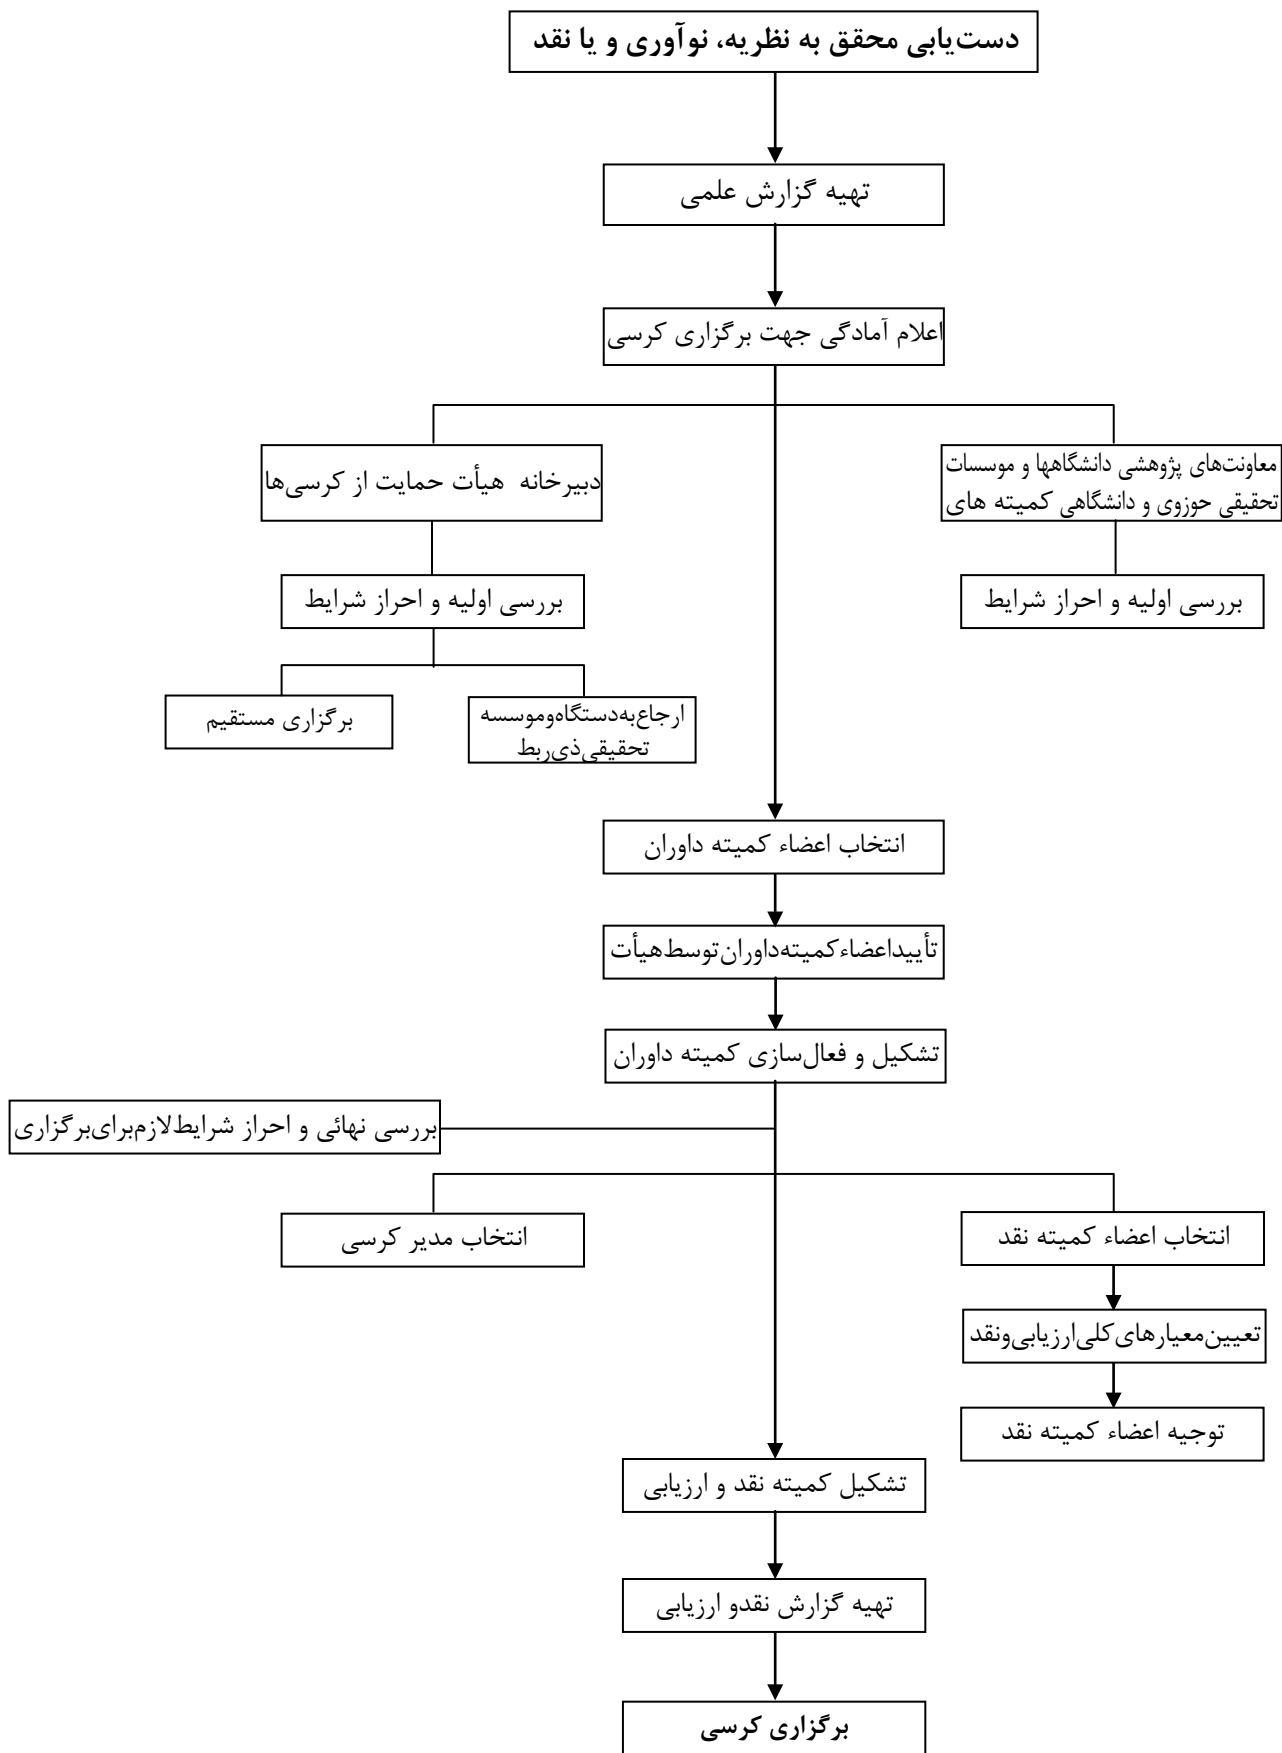 دست‌یابی محقق به نظریه، نوآوری و یا نقد
تهیه گزارش علمی
اعلام آمادگی جهت برگزاری کرسی
معاونت‌های پژوهشی دانشگاهها و موسسات
تحقیقی حوزوی و دانشگاهی کمیته های
دبیرخانه هیأت حمایت از کرسی‌ها
بررسی اولیه و احراز شرایط
بررسی اولیه و احراز شرایط
ارجاع‌به‌دستگاه‌وموسسه
تحقیقی‌ذی‌ربط
برگزاری مستقیم
انتخاب اعضاء کمیته داوران
تأییداعضاءکمیته‌داوران‌توسط‌هیأت
تشکیل و فعال‌سازی کمیته داوران
بررسی نهائی و احراز شرایط‌لازم‌برای‌برگزاری
انتخاب اعضاء کمیته نقد
انتخاب مدیر کرسی
تعیین‌معیارهای‌کلی‌ارزیابی‌ونقد
توجیه اعضاء کمیته نقد
تشکیل کمیته نقد و ارزیابی
تهیه گزارش نقدو ارزیابی
برگزاری کرسی